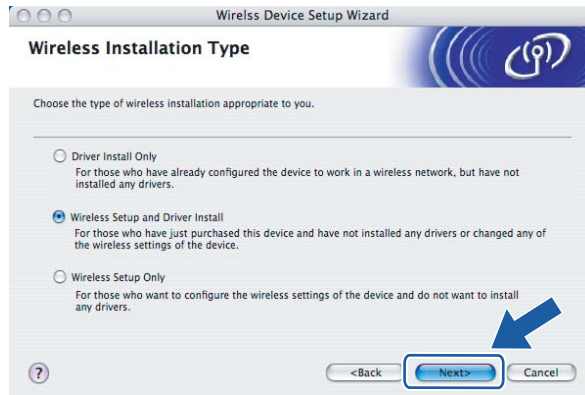 Wirelss Device Setup Wizard
Wireless Installation Type
Choose the type of wireless installation appropriate to you.
Driver Install Only
For those who have already configured the device to work in a wireless network, but have not
installed any drivers.
Wireless Setup and Driver Install
For those who have just purchased this device and have not installed any drivers or changed any of
the wireless settings of the device.
Wireless Setup Only
For those who want to configure the wireless settings of the device and do not want to install
any drivers.
? <Back Next> Cancel